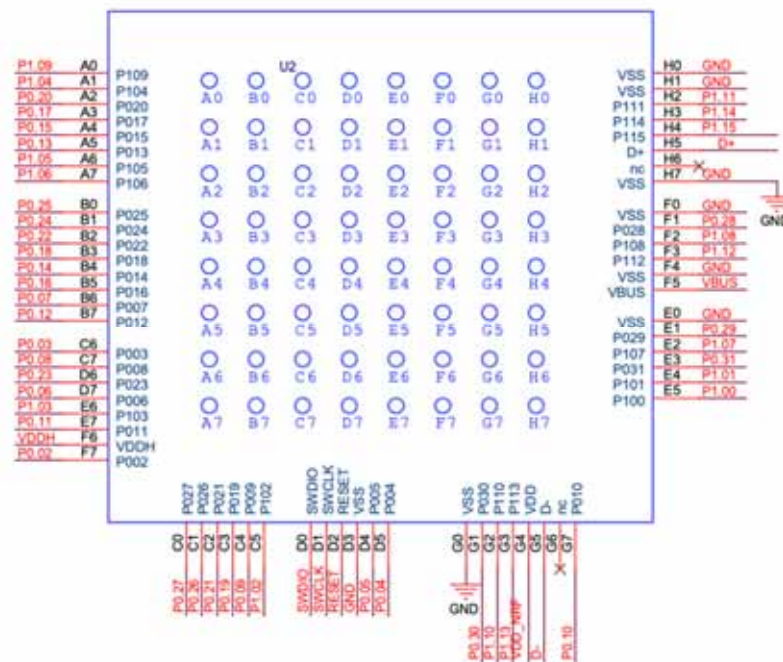 U2
P1.09 A0 P109
P1.04 A1 P104
P0.20 A2 P020
P0.17 A3 P017
P0.15 A4 P015
P0.13 A5 P013
P1.05 A6 P105
P1.06 A7 P106
P0.25 B0 P025
P0.24 B1 P024
P0.22 B2 P022
P0.18 B3 P018
P0.14 B4 P014
P0.16 B5 P016
P0.07 B6 P007
P0.12 B7 P012
P0.03 C6 P003
P0.08 C7 P008
P0.23 D6 P023
P0.06 D7 P006
P1.03 E6 P103
P0.11 E7 P011
VDDH F6 VDDH
P0.02 F7 P002
A0 B0 C0 D0 E0 F0 G0 H0
A1 B1 C1 D1 E1 F1 G1 H1
A2 B2 C2 D2 E2 F2 G2 H2
A3 B3 C3 D3 E3 F3 G3 H3
A4 B4 C4 D4 E4 F4 G4 H4
A5 B5 C5 D5 E5 F5 G5 H5
A6 B6 C6 D6 E6 F6 G6 H6
A7 B7 C7 D7 E7 F7 G7 H7
VSS H0 GND
VSS H1 GND
P111 H2 P1.11
P114 H3 P1.14
P115 H4 P1.15
D+ H5 D+
nc H6
VSS H7 GND
GND
VSS F0 GND
P028 F1 P0.28
P108 F2 P1.08
P112 F3 P1.12
VSS F4 GND
VBUS F5 VBUS
VSS E0 GND
P029 E1 P0.29
P107 E2 P1.07
P031 E3 P0.31
P101 E4 P1.01
P100 E5 P1.00
P027 P026 P021 P019 P009 P102
C0 C1 C2 C3 C4 C5
P0.27 P0.26 P0.21 P0.19 P0.09 P1.02
SWDIO SWCLK RESET VSS P005 P004
D0 D1 D2 D3 D4 D5
SWDIO SWCLK RESET GND P0.05 P0.04
VSS P030 P110 P113 VDD D- nc P010
G0 G1 G2 G3 G4 G5 G6 G7
GND
P0.30 P1.10 P1.13 VDD_NRF D- P0.10